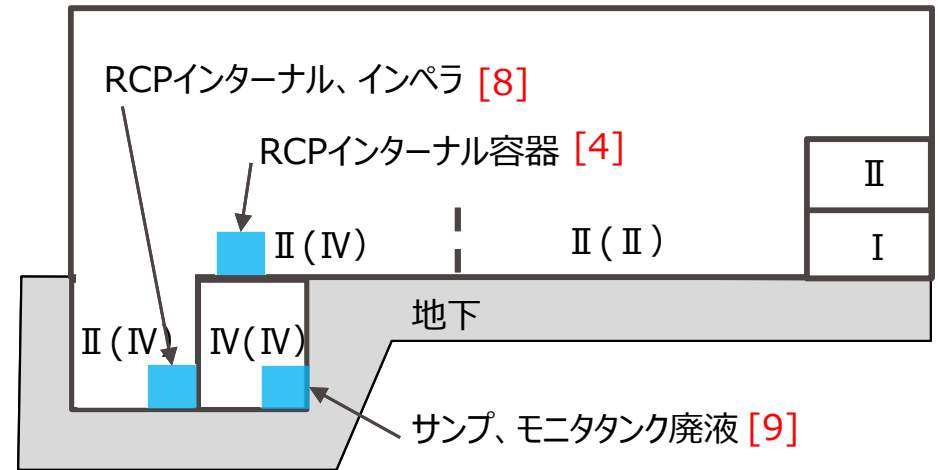 RCPインターナル、インペラ [8]
RCPインターナル容器 [4]
Ⅱ
Ⅱ(Ⅳ)
Ⅱ(Ⅱ)
Ⅰ
地下
Ⅱ(Ⅳ)
Ⅳ(Ⅳ)
サンプ、モニタタンク廃液 [9]